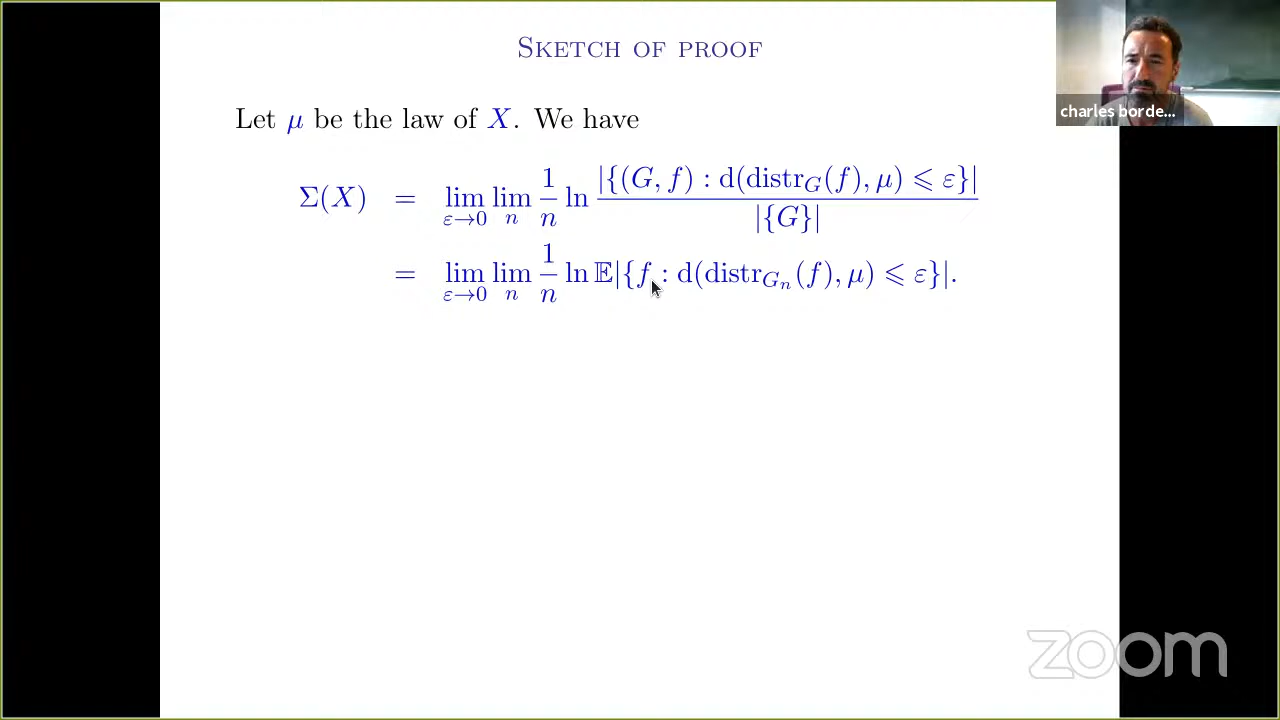 SKETCH OF PROOF
charles borde...
Let μ be the law of X. We have
Σ(X) = lim_{ε→0} lim_n 1/n ln |{(G, f) : d(distr_G(f), μ) ⩽ ε}| / |{G}|
= lim_{ε→0} lim_n 1/n ln 𝔼|{f : d(distr_{G_n}(f), μ) ⩽ ε}|.
zoom